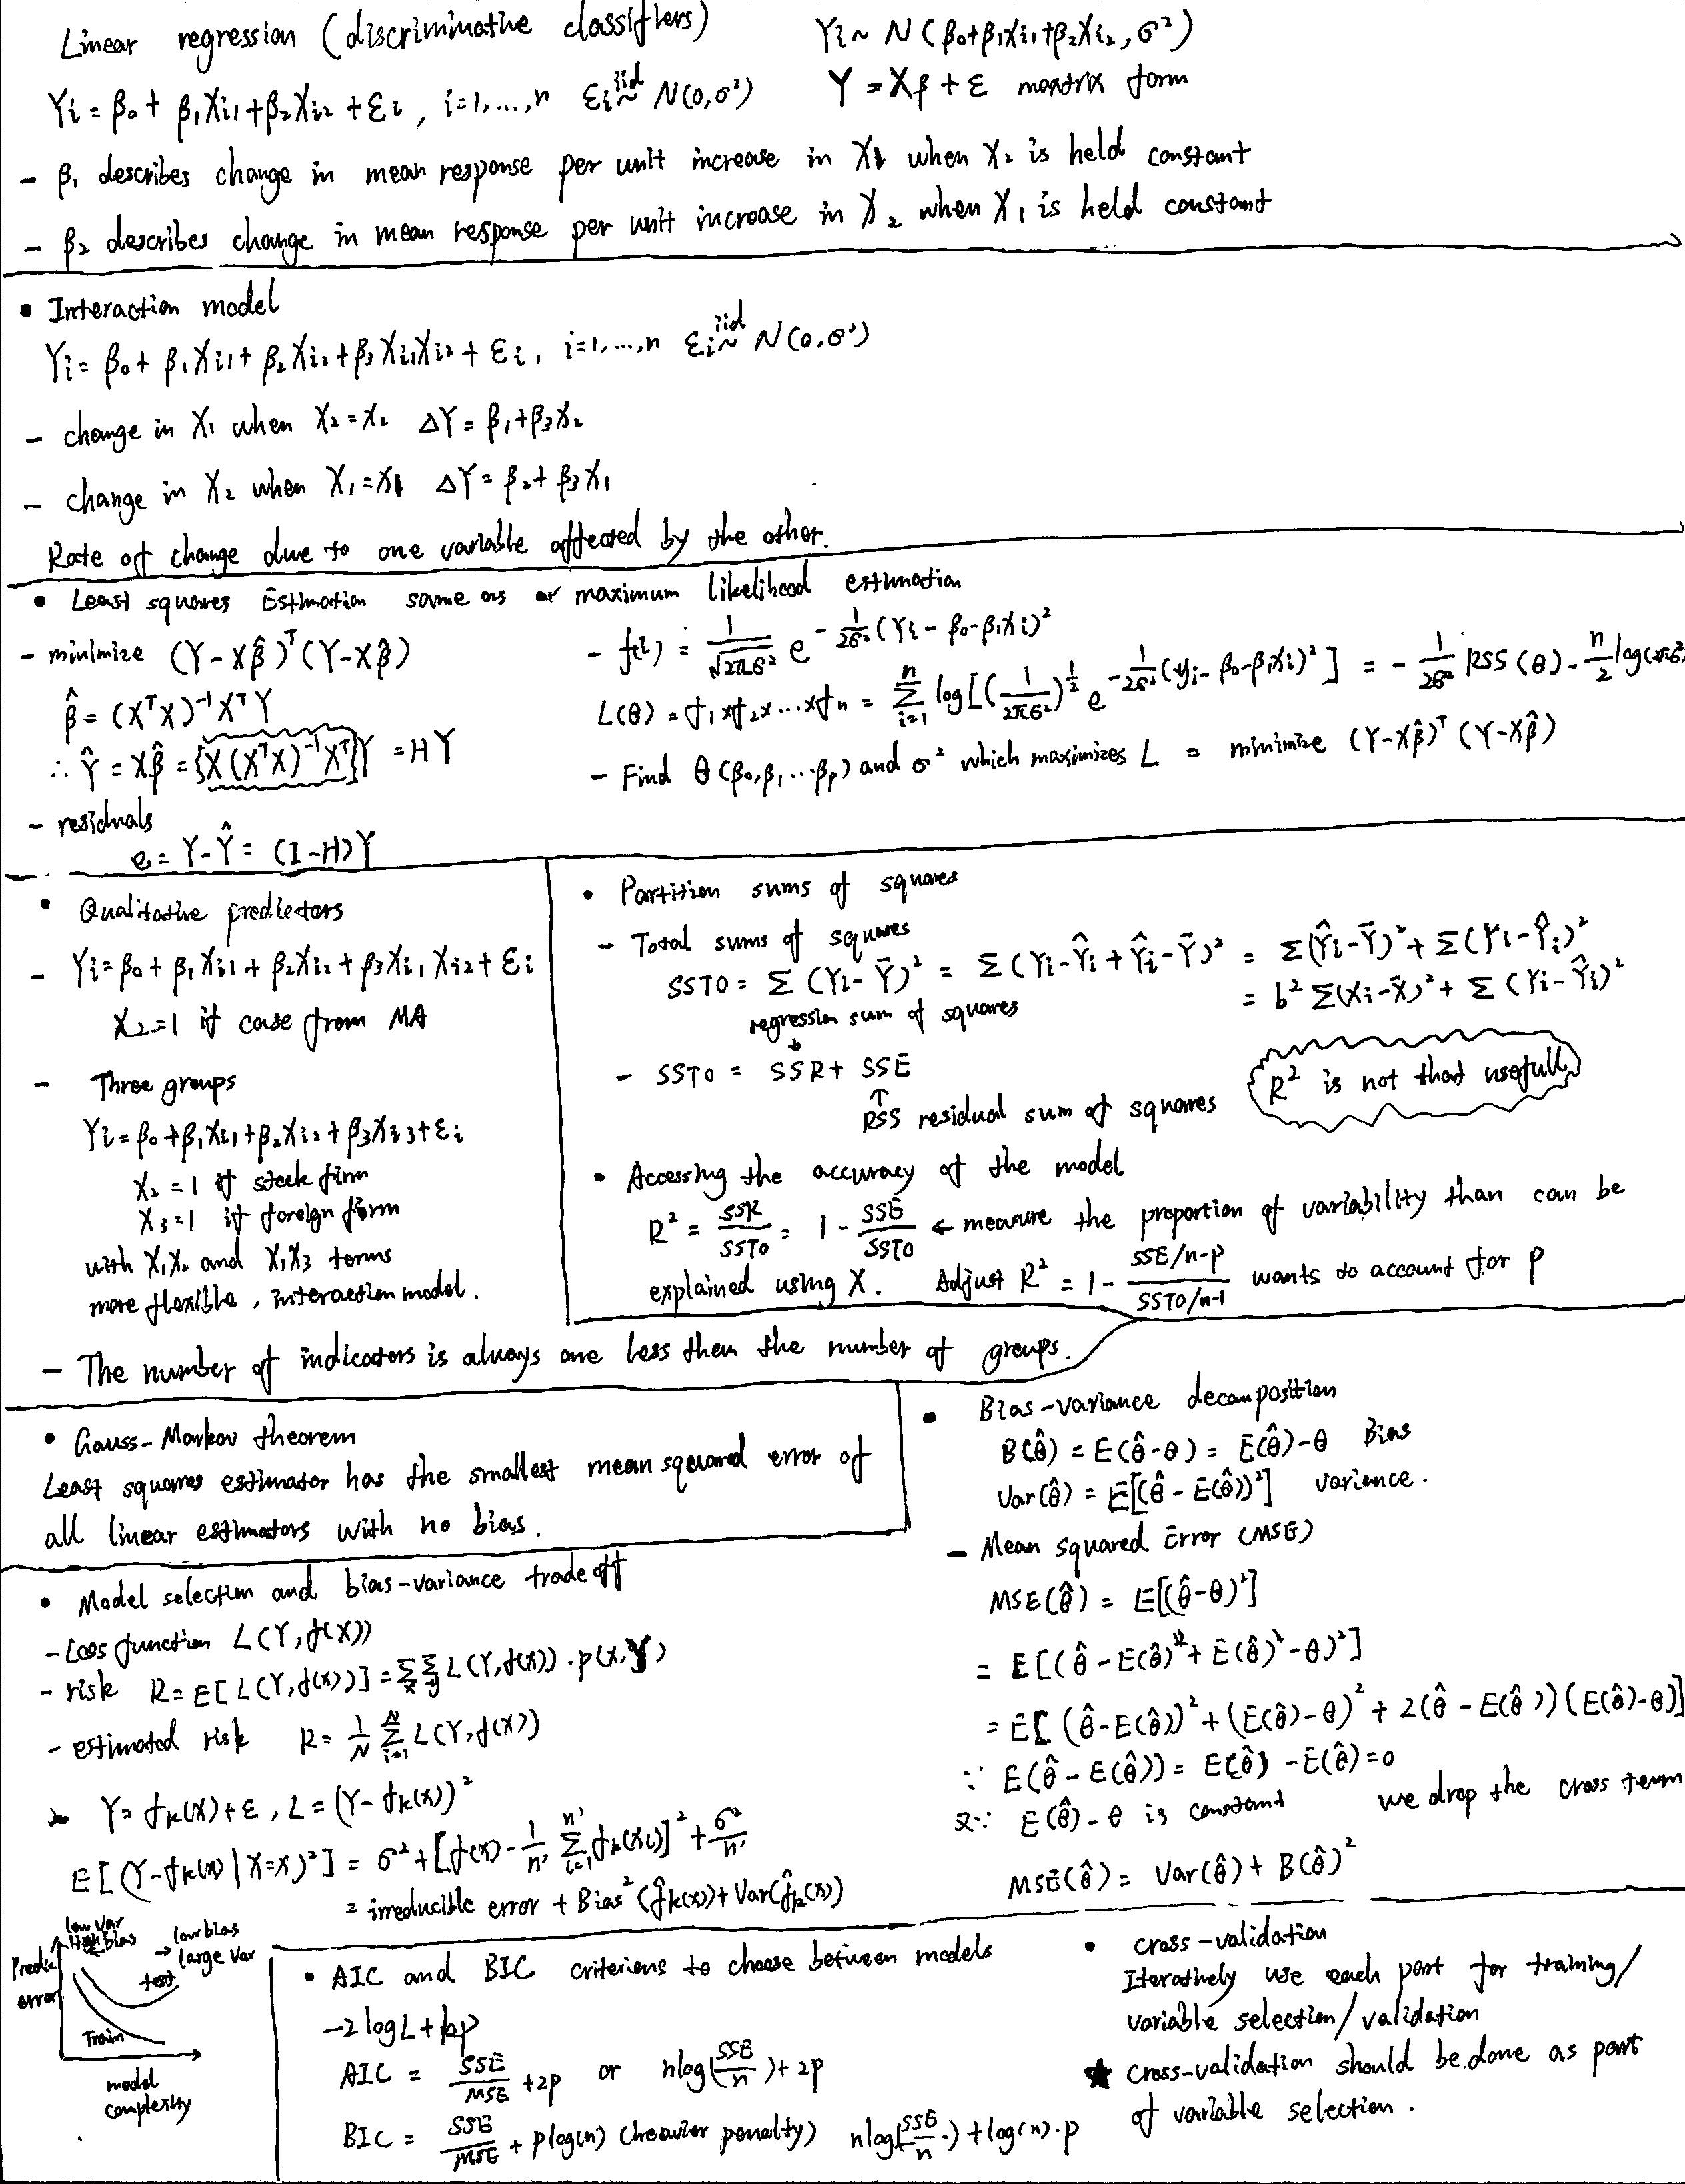 Linear regression (discriminative classifiers)
Yi ~ N(β0+β1Xi1+β2Xi2, σ²)
Yi = β0 + β1Xi1+β2Xi2 + εi, i=1,...,n εi iid~ N(0,σ²)
Y = Xβ + ε matrix form
- β1 describes change in mean response per unit increase in X1 when X2 is held constant
- β2 describes change in mean response per unit increase in X2 when X1 is held constant
• Interaction model
Yi = β0 + β1Xi1 + β2Xi2 + β3Xi1Xi2 + εi, i=1,...,n εi iid~ N(0,σ²)
- change in X1 when X2=x2 ΔY = β1+β3X2
- change in X2 when X1=x1 ΔY = β2+β3X1
Rate of change due to one variable affected by the other.
• Least squares Estimation same as maximum likelihood estimation
- minimize (Y-Xβ̂)ᵀ(Y-Xβ̂)
β̂ = (XᵀX)⁻¹XᵀY
∴ Ŷ = Xβ̂ = {X(XᵀX)⁻¹Xᵀ}Y = HY
- residuals
e = Y-Ŷ = (I-H)Y
- f(i) = 1/√2πσ² e^-1/2σ²(Yi - β0-β1Xi)²
L(θ) = f1×f2×...×fn = Σ(i=1 to n) log[(1/2πσ²)^1/2 e^-1/2σ²(yi-β0-β1xi)²] = -1/2σ² RSS(θ) - n/2 log(2πσ²
- Find θ(β0,β1,...βp) and σ² which maximizes L = minimize (Y-Xβ̂)ᵀ(Y-Xβ̂)
• Qualitative predictors
- Yi = β0 + β1Xi1 + β2Xi2 + β3Xi1Xi2 + εi
X2=1 if case from MA
- Three groups
Yi = β0+β1Xi1+β2Xi2+β3Xi3+εi
X2 = 1 if stock firm
X3 = 1 if foreign firm
with X1X2 and X1X3 terms
more flexible, interaction model.
- The number of indicators is always one less then the number of groups.
• Partition sums of squares
- Total sums of squares
SSTO = Σ(Yi-Ȳ)² = Σ(Yi-Ŷi+Ŷi-Ȳ)² = Σ(Ŷi-Ȳ)² + Σ(Yi-Ŷi)²
= b² Σ(Xi-X̄)² + Σ(Yi-Ŷi)²
regression sum of squares
↓
- SSTO = SSR + SSE
↑
RSS residual sum of squares
R² is not that usefull
• Accessing the accuracy of the model
R² = SSR/SSTO = 1 - SSE/SSTO ← measure the proportion of variability than can be
explained using X. Adjust R² = 1 - (SSE/n-p)/(SSTO/n-1) wants to account for p
• Gauss-Markov theorem
Least squares estimator has the smallest mean squared error of
all linear estimators with no bias.
• Bias-variance decomposition
B(θ̂) = E(θ̂-θ) = E(θ̂)-θ Bias
Var(θ̂) = E[(θ̂ - E(θ̂))²] variance.
- Mean squared Error (MSE)
MSE(θ̂) = E[(θ̂-θ)²]
= E[(θ̂ - E(θ̂) + E(θ̂) - θ)²]
= E[(θ̂-E(θ̂))² + (E(θ̂)-θ)² + 2(θ̂ - E(θ̂))(E(θ̂)-θ)]
∵ E(θ̂ - E(θ̂)) = E(θ̂) - E(θ̂) = 0
∵ E(θ̂)-θ is constant we drop the cross term
MSE(θ̂) = Var(θ̂) + B(θ̂)²
• Model selection and bias-variance trade off
- Loss function L(Y, f(X))
- risk R = E[L(Y,f(x))] = Σx Σy L(Y,f(x))·p(x,y)
- estimated risk R = 1/N Σ(i=1 to N) L(Y,f(X))
Y = fk(X)+ε, L = (Y-fk(x))²
E[(Y-fk(x)|X=x)²] = σ² + [f(x) - 1/n' Σ(i=1 to n') fk(xi)]² + σ²/n'
= irreducible error + Bias²(f̂k(x)) + Var(f̂k(x))
low Var
High bias
→ low bias
large Var
Predic
error
test
Train
model
complexity
• AIC and BIC criterions to choose between models
-2logL + kp
AIC = SSE/MSE + 2p or nlog(SSE/n) + 2p
BIC = SSE/MSE + plog(n) (heavier penalty) nlog(SSE/n) + log(n)·p
• cross-validation
Iteratively use each part for training/
variable selection/validation
★ cross-validation should be done as part
of variable selection.